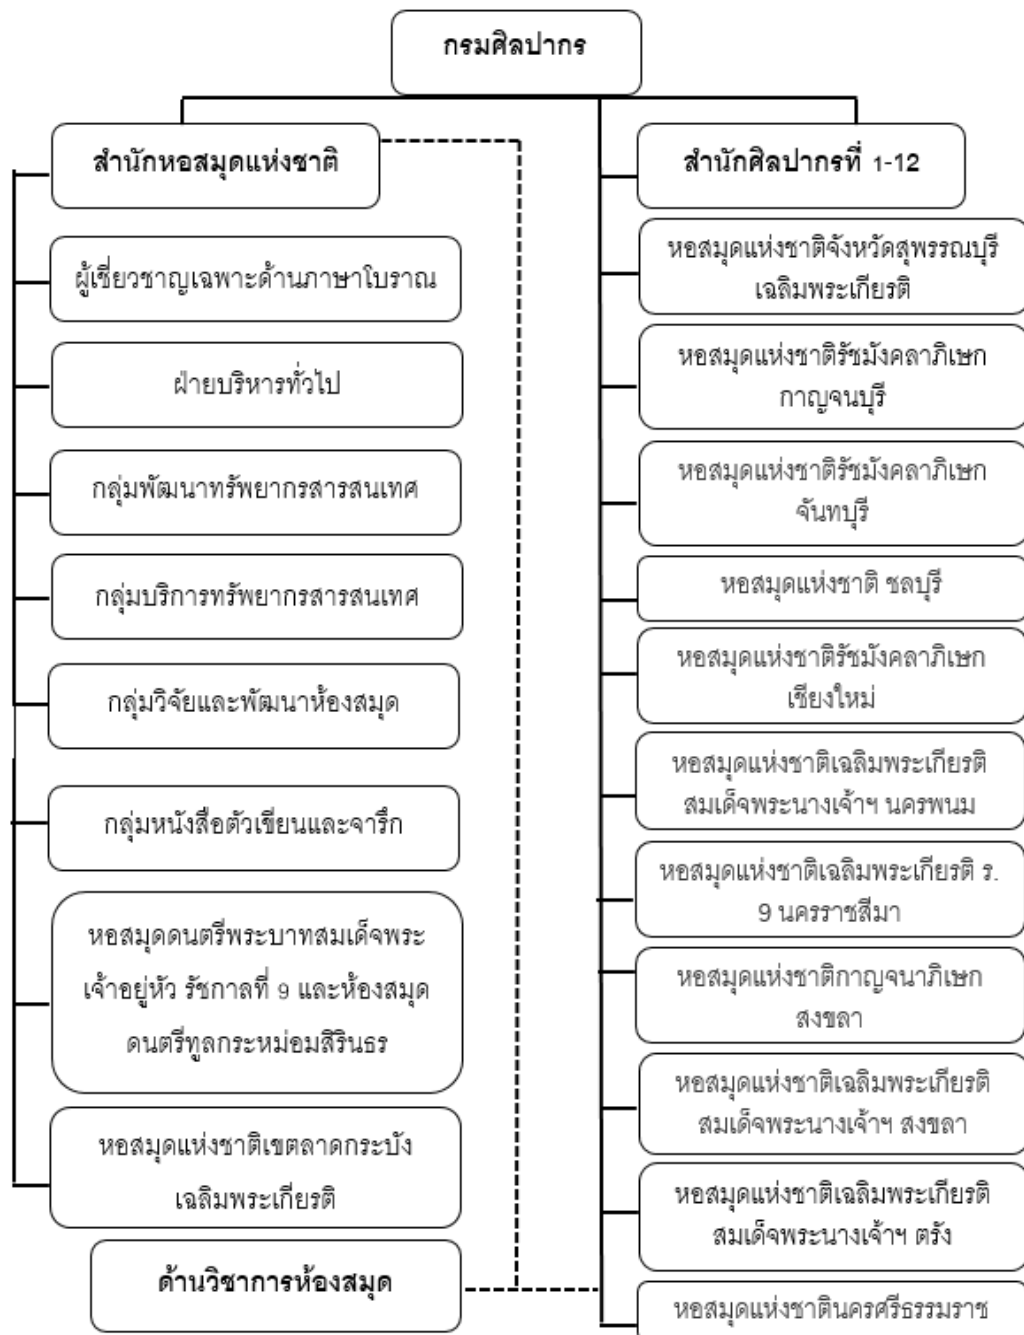 กรมศิลปากร
สำนักหอสมุดแห่งชาติ
ผู้เชี่ยวชาญเฉพาะด้านภาษาโบราณ
ฝ่ายบริหารทั่วไป
กลุ่มพัฒนาทรัพยากรสารสนเทศ
กลุ่มบริการทรัพยากรสารสนเทศ
กลุ่มวิจัยและพัฒนาห้องสมุด
กลุ่มหนังสือตัวเขียนและจารึก
หอสมุดดนตรีพระบาทสมเด็จพระ
เจ้าอยู่หัว รัชกาลที่ 9 และห้องสมุด
ดนตรีทูลกระหม่อมสิรินธร
หอสมุดแห่งชาติเขตลาดกระบัง
เฉลิมพระเกียรติ
ด้านวิชาการห้องสมุด
สำนักศิลปากรที่ 1-12
หอสมุดแห่งชาติจังหวัดสุพรรณบุรี
เฉลิมพระเกียรติ
หอสมุดแห่งชาติรัชมังคลาภิเษก
กาญจนบุรี
หอสมุดแห่งชาติรัชมังคลาภิเษก
จันทบุรี
หอสมุดแห่งชาติ ชลบุรี
หอสมุดแห่งชาติรัชมังคลาภิเษก
เชียงใหม่
หอสมุดแห่งชาติเฉลิมพระเกียรติ
สมเด็จพระนางเจ้าฯ นครพนม
หอสมุดแห่งชาติเฉลิมพระเกียรติ ร.
9 นครราชสีมา
หอสมุดแห่งชาติกาญจนาภิเษก
สงขลา
หอสมุดแห่งชาติเฉลิมพระเกียรติ
สมเด็จพระนางเจ้าฯ สงขลา
หอสมุดแห่งชาติเฉลิมพระเกียรติ
สมเด็จพระนางเจ้าฯ ตรัง
หอสมุดแห่งชาตินครศรีธรรมราช